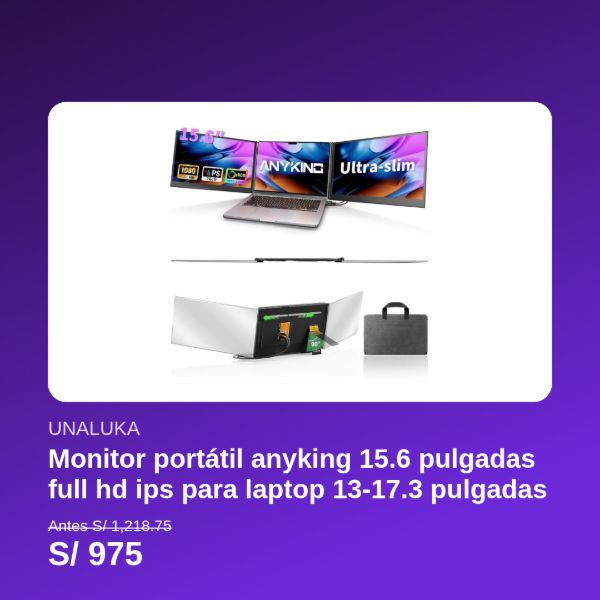 15.6"
1080
IPS
ANYKING
Ultra-slim
90°
UNALUKA
Monitor portátil anyking 15.6 pulgadas
full hd ips para laptop 13-17.3 pulgadas
Antes S/ 1,218.75
S/ 975